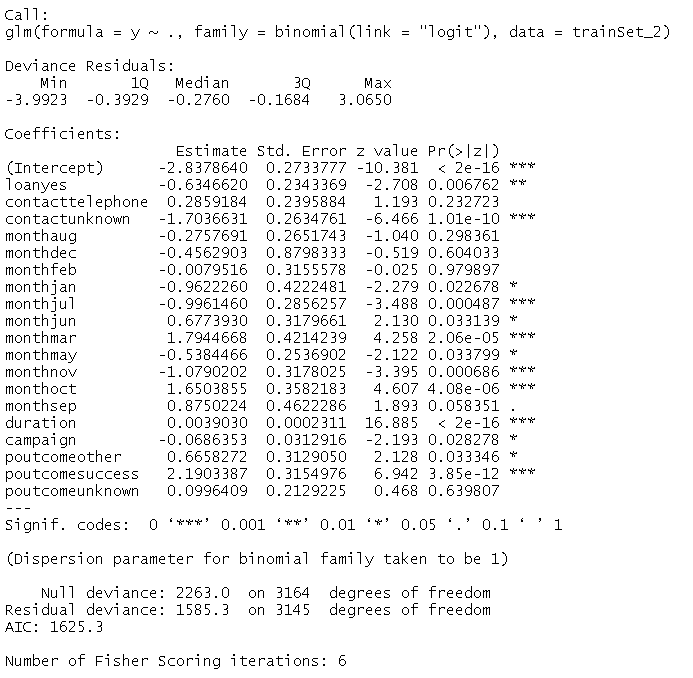 Call:
glm(formula = y ~ ., family = binomial(link = "logit"), data = trainSet_2)
Deviance Residuals:
Min 1Q Median 3Q Max
-3.9923 -0.3929 -0.2760 -0.1684 3.0650
Coefficients:
Estimate Std. Error z value Pr(>|z|)
(Intercept) -2.8378640 0.2733777 -10.381 < 2e-16 ***
loanyes -0.6346620 0.2343369 -2.708 0.006762 **
contacttelephone 0.2859184 0.2395884 1.193 0.232723
contactunknown -1.7036631 0.2634761 -6.466 1.01e-10 ***
monthaug -0.2757691 0.2651743 -1.040 0.298361
monthdec -0.4562903 0.8798333 -0.519 0.604033
monthfeb -0.0079516 0.3155578 -0.025 0.979897
monthjan -0.9622260 0.4222481 -2.279 0.022678 *
monthjul -0.9961460 0.2856257 -3.488 0.000487 ***
monthjun 0.6773930 0.3179661 2.130 0.033139 *
monthmar 1.7944668 0.4214239 4.258 2.06e-05 ***
monthmay -0.5384466 0.2536902 -2.122 0.033799 *
monthnov -1.0790202 0.3178025 -3.395 0.000686 ***
monthoct 1.6503855 0.3582183 4.607 4.08e-06 ***
monthsep 0.8750224 0.4622286 1.893 0.058351 .
duration 0.0039030 0.0002311 16.885 < 2e-16 ***
campaign -0.0686353 0.0312916 -2.193 0.028278 *
poutcomeother 0.6658272 0.3129050 2.128 0.033346 *
poutcomesuccess 2.1903387 0.3154976 6.942 3.85e-12 ***
poutcomeunknown 0.0996409 0.2129225 0.468 0.639807
---
Signif. codes: 0 ‘***’ 0.001 ‘**’ 0.01 ‘*’ 0.05 ‘.’ 0.1 ‘ ’ 1
(Dispersion parameter for binomial family taken to be 1)
Null deviance: 2263.0 on 3164 degrees of freedom
Residual deviance: 1585.3 on 3145 degrees of freedom
AIC: 1625.3
Number of Fisher Scoring iterations: 6